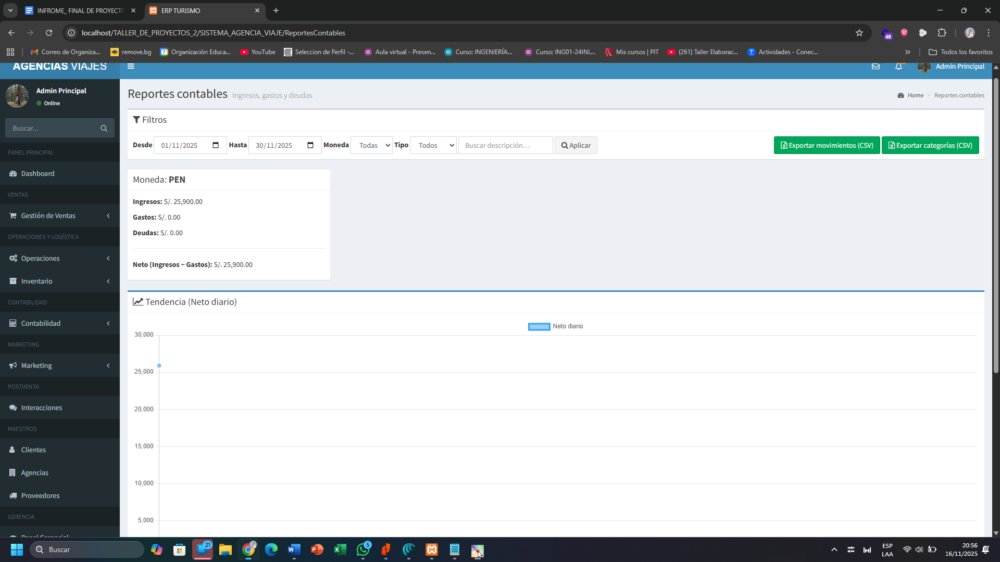 INFROME_ FINAL DE PROYECTO
ERP TURISMO
localhost/TALLER_DE_PROYECTOS_2/SISTEMA_AGENCIA_VIAJE/ReportesContables
48
Correo de Organiza...
remove.bg
Organización Educa...
YouTube
Seleccion de Perfil -...
Aula virtual - Presen...
Curso: INGENIERÍA...
Curso: ING01-24INL...
Mis cursos | PIT
(261) Taller Elaborac...
Actividades - Conec...
Todos los favoritos
AGENCIAS VIAJES
Admin Principal
Admin Principal
Online
Buscar...
PANEL PRINCIPAL
Dashboard
VENTAS
Gestión de Ventas
OPERACIONES Y LOGÍSTICA
Operaciones
Inventario
CONTABILIDAD
Contabilidad
MARKETING
Marketing
POSTVENTA
Interacciones
MAESTROS
Clientes
Agencias
Proveedores
GERENCIA
Panel Gerencial
Reportes contables Ingresos, gastos y deudas
Home > Reportes contables
Filtros
Desde 01/11/2025 Hasta 30/11/2025 Moneda Todas Tipo Todos Buscar descripción... Aplicar
Exportar movimientos (CSV) Exportar categorías (CSV)
Moneda: PEN
Ingresos: S/. 25,900.00
Gastos: S/. 0.00
Deudas: S/. 0.00
Neto (Ingresos − Gastos): S/. 25,900.00
Tendencia (Neto diario)
Neto diario
30,000
25,000
20,000
15,000
10,000
5,000
Buscar
21
5
ESP
LAA
20:56
16/11/2025